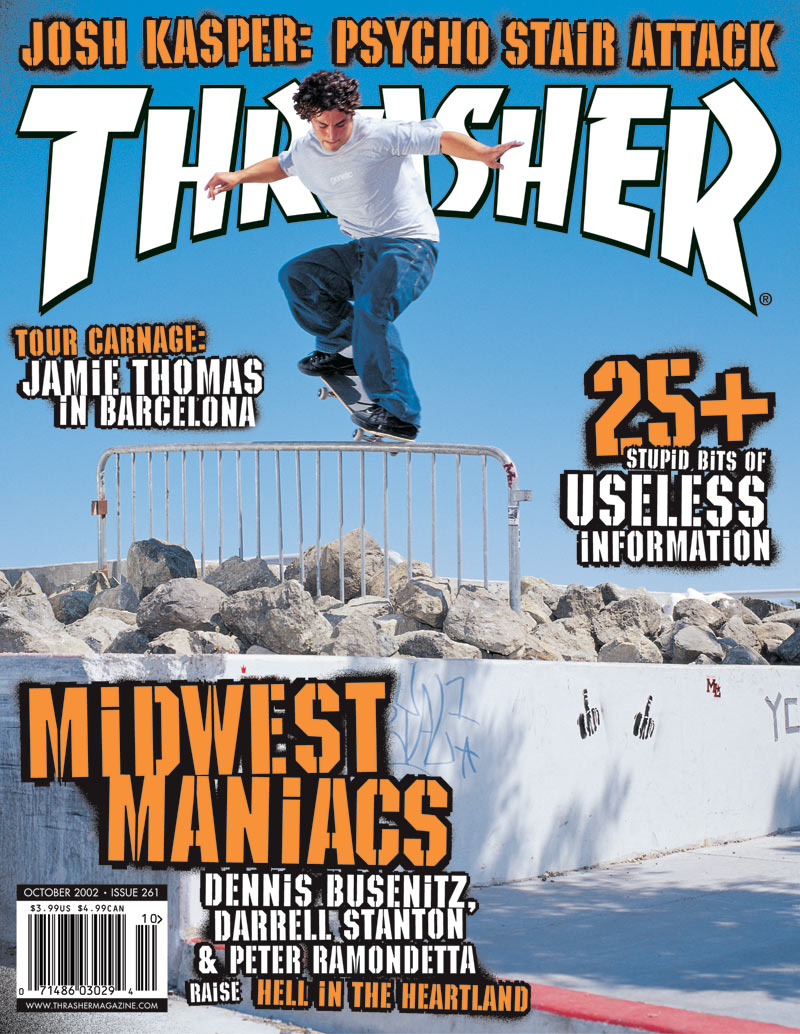 JOSH KASPER: PSYCHO STAiR ATTACK
THRASHER
®
TOUR CARNAGE:
JAMiE THOMAS
iN BARCELONA
25+
STUPiD BiTS OF
USELESS
iNFORMATiON
MiDWEST
MANiACS
DENNiS BUSENiTZ,
DARRELL STANTON
& PETER RAMONDETTA
RAiSE HELL iN THE HEARTLAND
OCTOBER 2002 • ISSUE 261
$3.99US $4.99CAN
10>
0 71486 03029 4
WWW.THRASHERMAGAZINE.COM